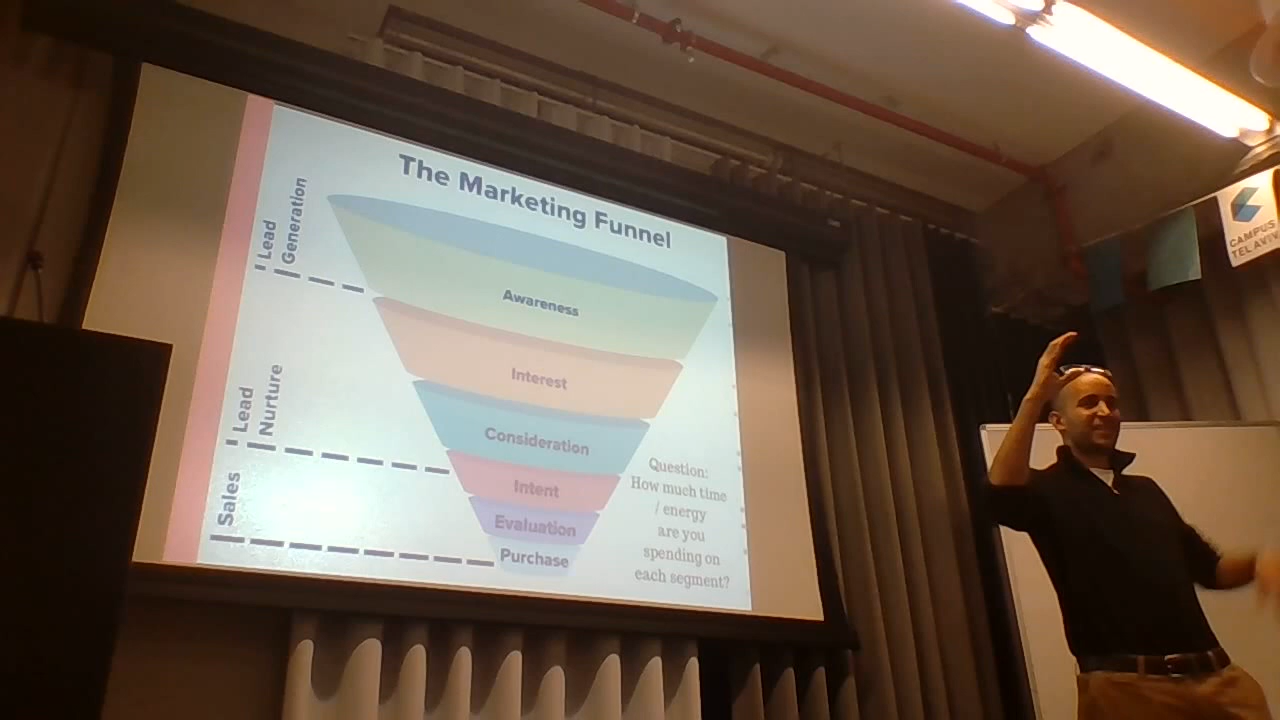 The Marketing Funnel
Lead
Generation
Awareness
Interest
Lead
Nurture
Consideration
Intent
Sales
Evaluation
Purchase
Question:
How much time
/ energy
are you
spending on
each segment?
CAMPUS
TEL AVIV